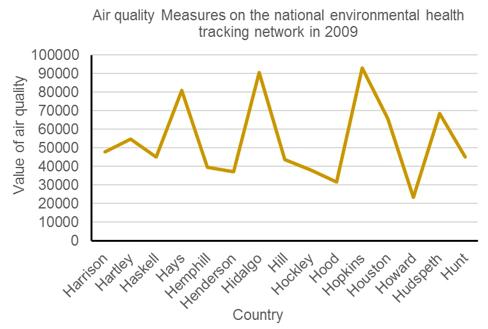 Air quality Measures on the national environmental health
tracking network in 2009
Value of air quality
100000
90000
80000
70000
60000
50000
40000
30000
20000
10000
0
Harrison
Hartley
Haskell
Hays
Hemphill
Henderson
Hidalgo
Hill
Hockley
Hood
Hopkins
Houston
Howard
Hudspeth
Hunt
Country